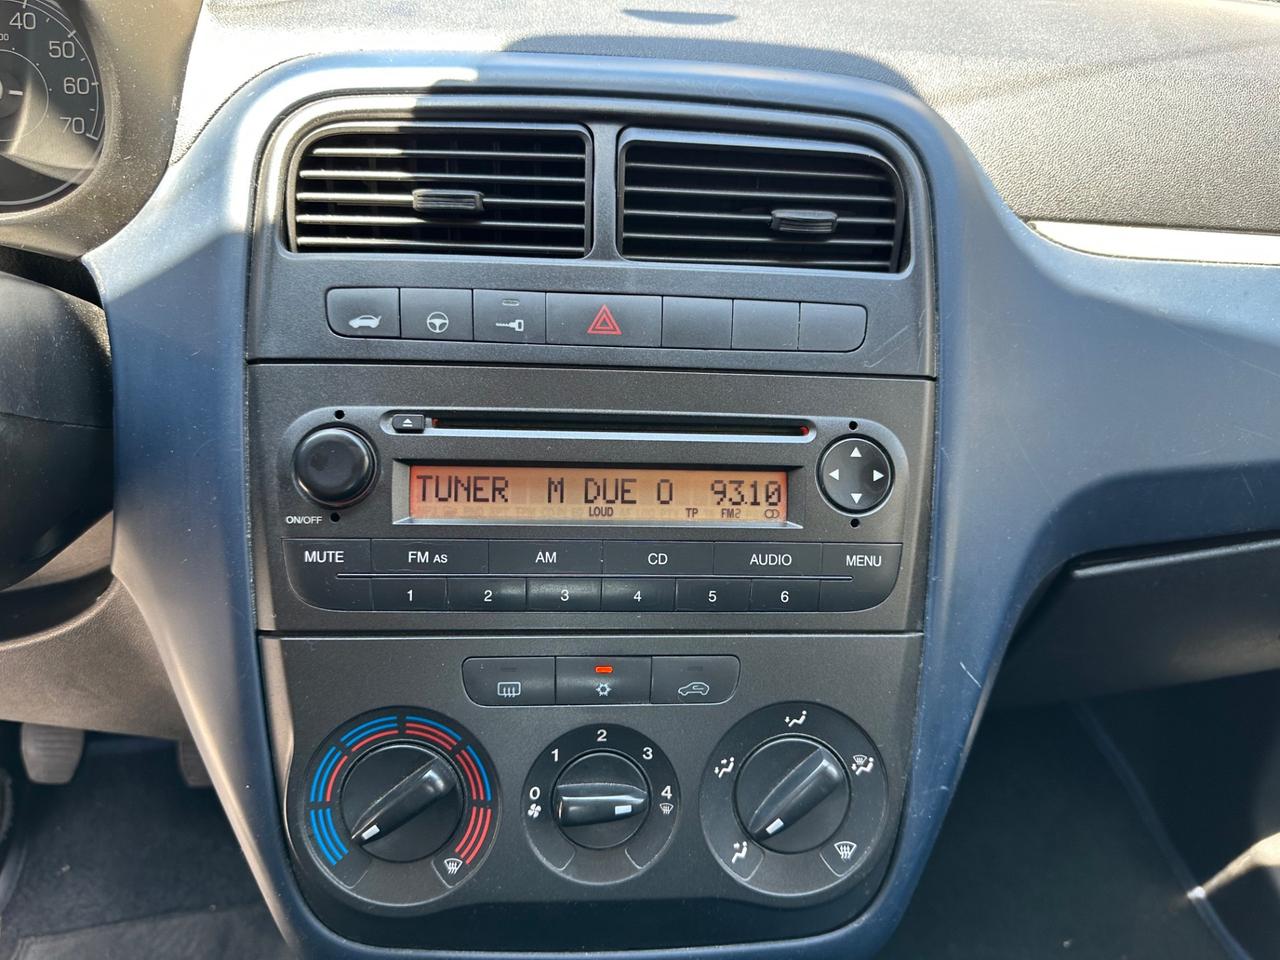 40
50
60
70
TUNER M DUE O 93.10
LOUD TP FM2
ON/OFF
MUTE FM AS AM CD AUDIO MENU
1 2 3 4 5 6
0 1 2 3 4